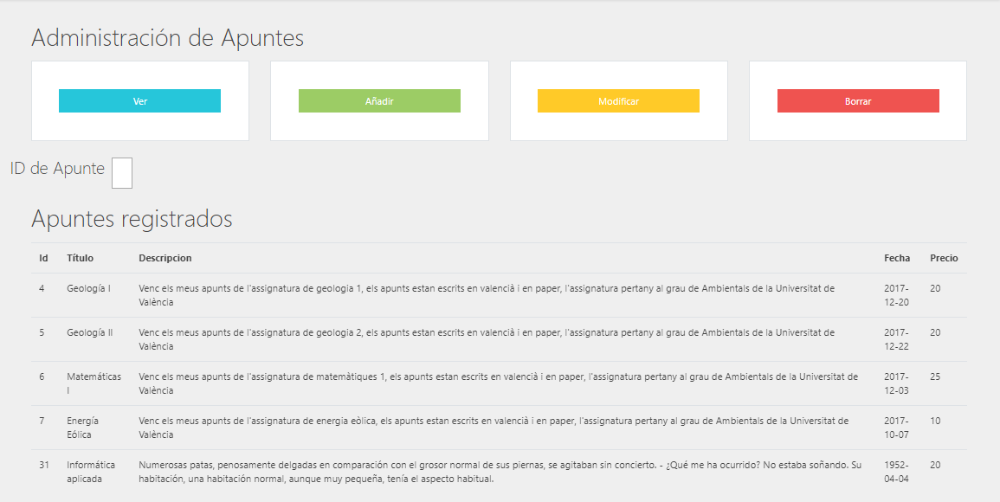 Administración de Apuntes
Ver
Añadir
Modificar
Borrar
ID de Apunte
Apuntes registrados
Id Título Descripcion Fecha Precio
4 Geología I Venc els meus apunts de l'assignatura de geologia 1, els apunts estan escrits en valencià i en paper, l'assignatura pertany al grau de Ambientals de la Universitat de 2017- 20
València 12-20
5 Geología II Venc els meus apunts de l'assignatura de geologia 2, els apunts estan escrits en valencià i en paper, l'assignatura pertany al grau de Ambientals de la Universitat de 2017- 20
València 12-22
6 Matemáticas Venc els meus apunts de l'assignatura de matemàtiques 1, els apunts estan escrits en valencià i en paper, l'assignatura pertany al grau de Ambientals de la Universitat de 2017- 25
I València 12-03
7 Energía Venc els meus apunts de l'assignatura de energia eòlica, els apunts estan escrits en valencià i en paper, l'assignatura pertany al grau de Ambientals de la Universitat de 2017- 10
Eólica València 10-07
31 Informática Numerosas patas, penosamente delgadas en comparación con el grosor normal de sus piernas, se agitaban sin concierto. - ¿Qué me ha ocurrido? No estaba soñando. Su 1952- 20
aplicada habitación, una habitación normal, aunque muy pequeña, tenía el aspecto habitual. 04-04